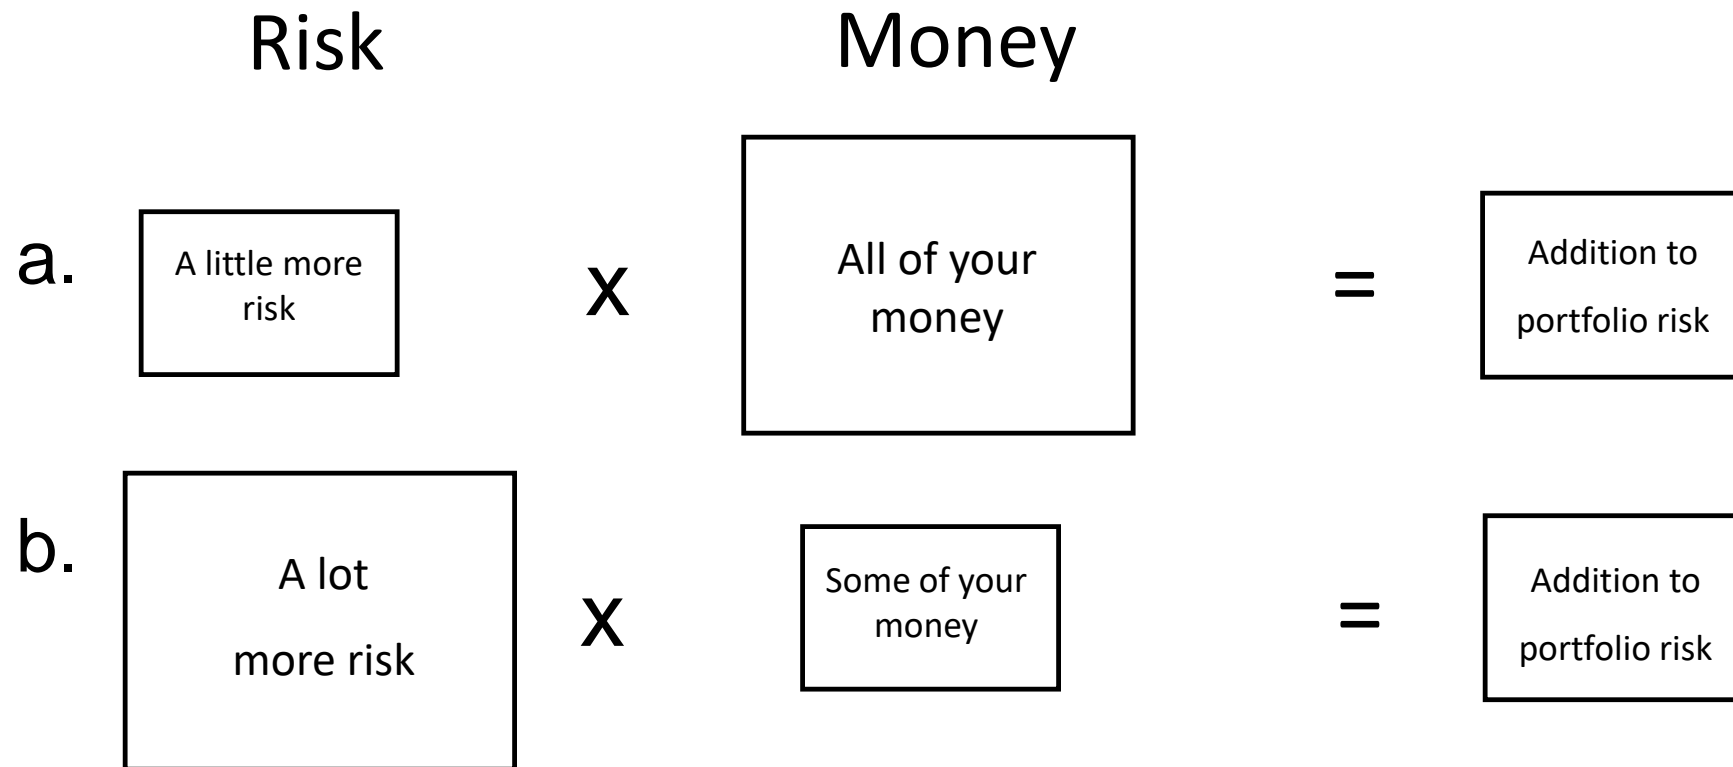 Risk
Money
a.
A little more
risk
x
All of your
money
=
Addition to
portfolio risk
b.
A lot
more risk
x
Some of your
money
=
Addition to
portfolio risk